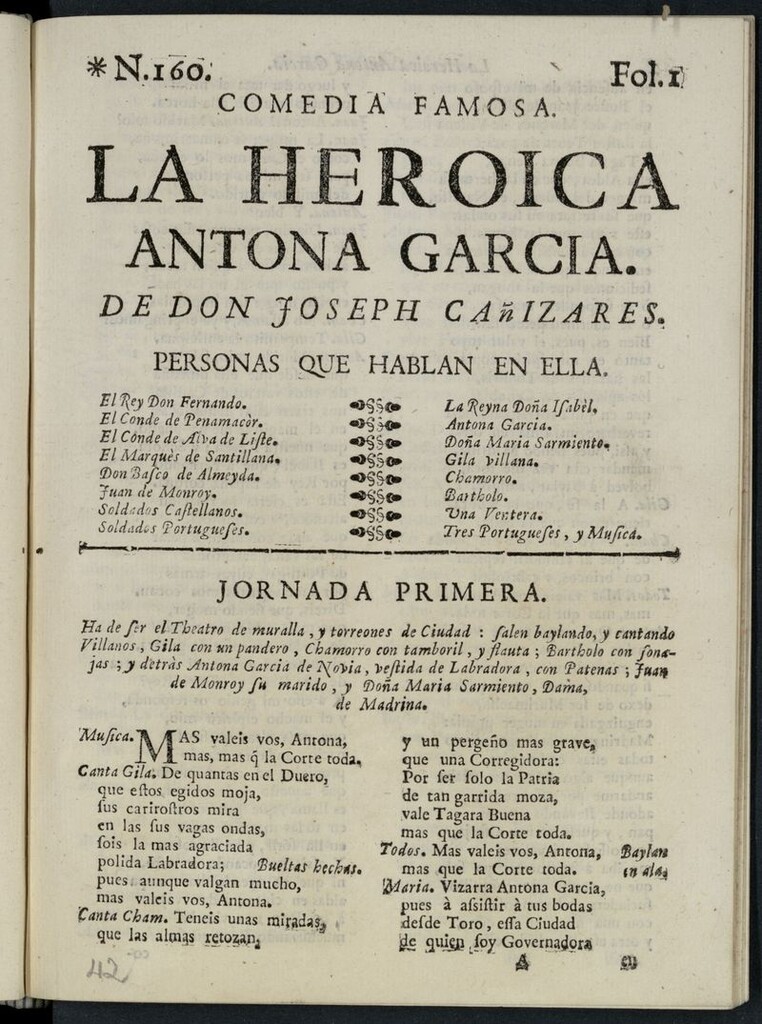 * N.160.
Fol.1
COMEDIA FAMOSA.
LA HEROICA
ANTONA GARCIA.
DE DON JOSEPH CAñIZARES.
PERSONAS QUE HABLAN EN ELLA.
El Rey Don Fernando.
El Conde de Penamacòr.
El Conde de Alva de Liſte.
El Marquès de Santillana.
Don Baſco de Almeyda.
Juan de Monroy.
Soldados Caſtellanos.
Soldados Portugueſes.
La Reyna Doña Iſabèl.
Antona Garcia.
Doña Maria Sarmiento.
Gila Villana.
Chamorro.
Bartholo.
Una Ventera.
Tres Portugueſes, y Muſica.
JORNADA PRIMERA.
Ha de ſer el Theatro de muralla, y torreones de Ciudad : ſalen baylando, y cantando
Villanos, Gila con un pandero, Chamorro con tamboril, y flauta ; Bartholo con ſona-
jas ; y detràs Antona Garcia de Novia, veſtida de Labradora, con Patenas ; Juan
de Monroy ſu marido, y Doña Maria Sarmiento, Dama,
de Madrina.
Muſica. MAS valeis vos, Antona,
mas, mas q̃ la Corte toda.
Canta Gila. De quantas en el Duero,
que eſtos egidos moja,
ſus cariroſtros mira
en las ſus vagas ondas,
ſois la mas agraciada
polida Labradora; Bueltas hechas.
pues aunque valgan mucho,
mas valeis vos, Antona.
Canta Cham. Teneis unas miradas,
que las almas retozan,
y un pergeño mas grave,
que una Corregidora:
Por ſer ſolo la Patria
de tan garrida moza,
vale Tagara Buena
mas que la Corte toda.
Todos. Mas valeis vos, Antona, Baylan
mas que la Corte toda. en ala.
Maria. Vizarra Antona Garcia,
pues à aſsiſtir à tus bodas
deſde Toro, eſſa Ciudad
de quien ſoy Governadora
A
42